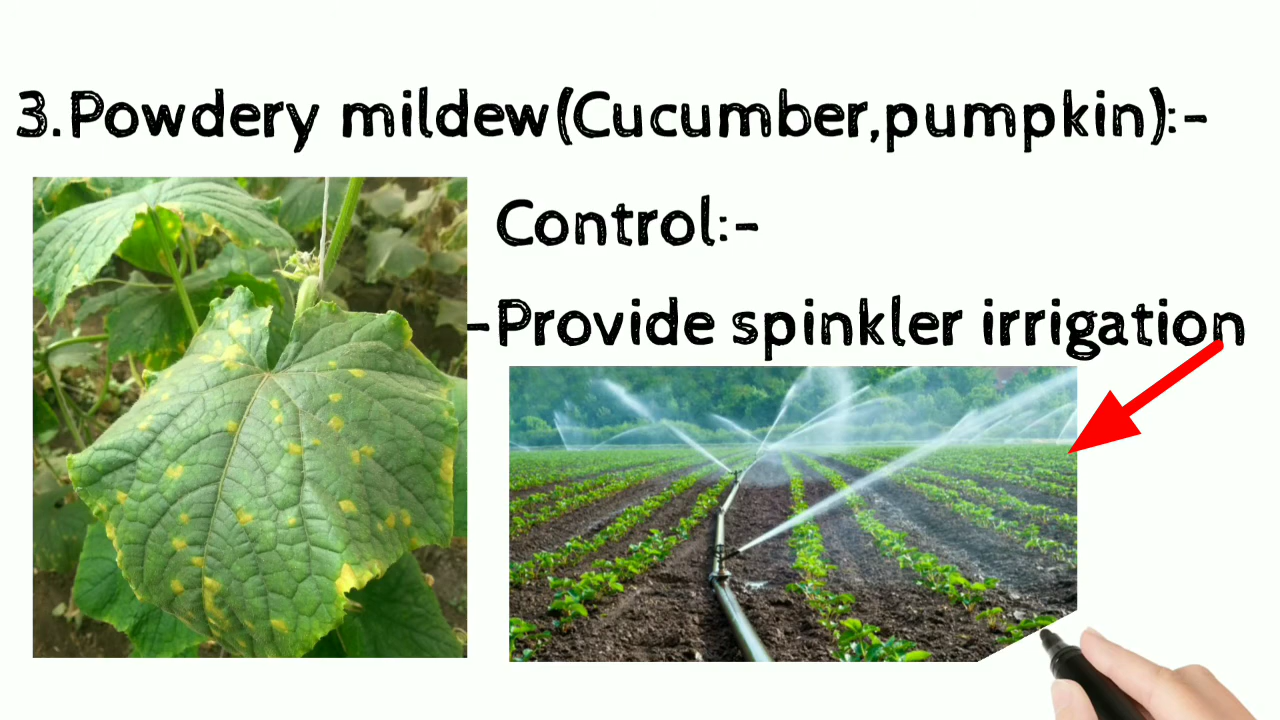 3.Powdery mildew(Cucumber,pumpkin):-
Control:-
-Provide spinkler irrigation